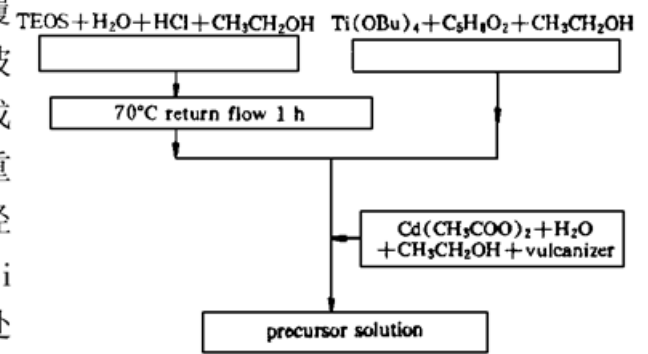 TEOS+H₂O+HCl+CH₃CH₂OH Ti(OBu)₄+C₅H₈O₂+CH₃CH₂OH
70°C return flow 1 h
Cd(CH₃COO)₂+H₂O
+CH₃CH₂OH+vulcanizer
precursor solution
重
i